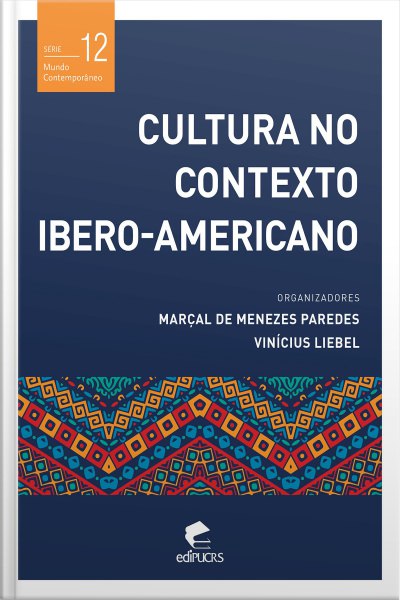 SÉRIE 12
Mundo
Contemporâneo
CULTURA NO
CONTEXTO
IBERO-AMERICANO
ORGANIZADORES
MARÇAL DE MENEZES PAREDES
VINÍCIUS LIEBEL
ediPUCRS